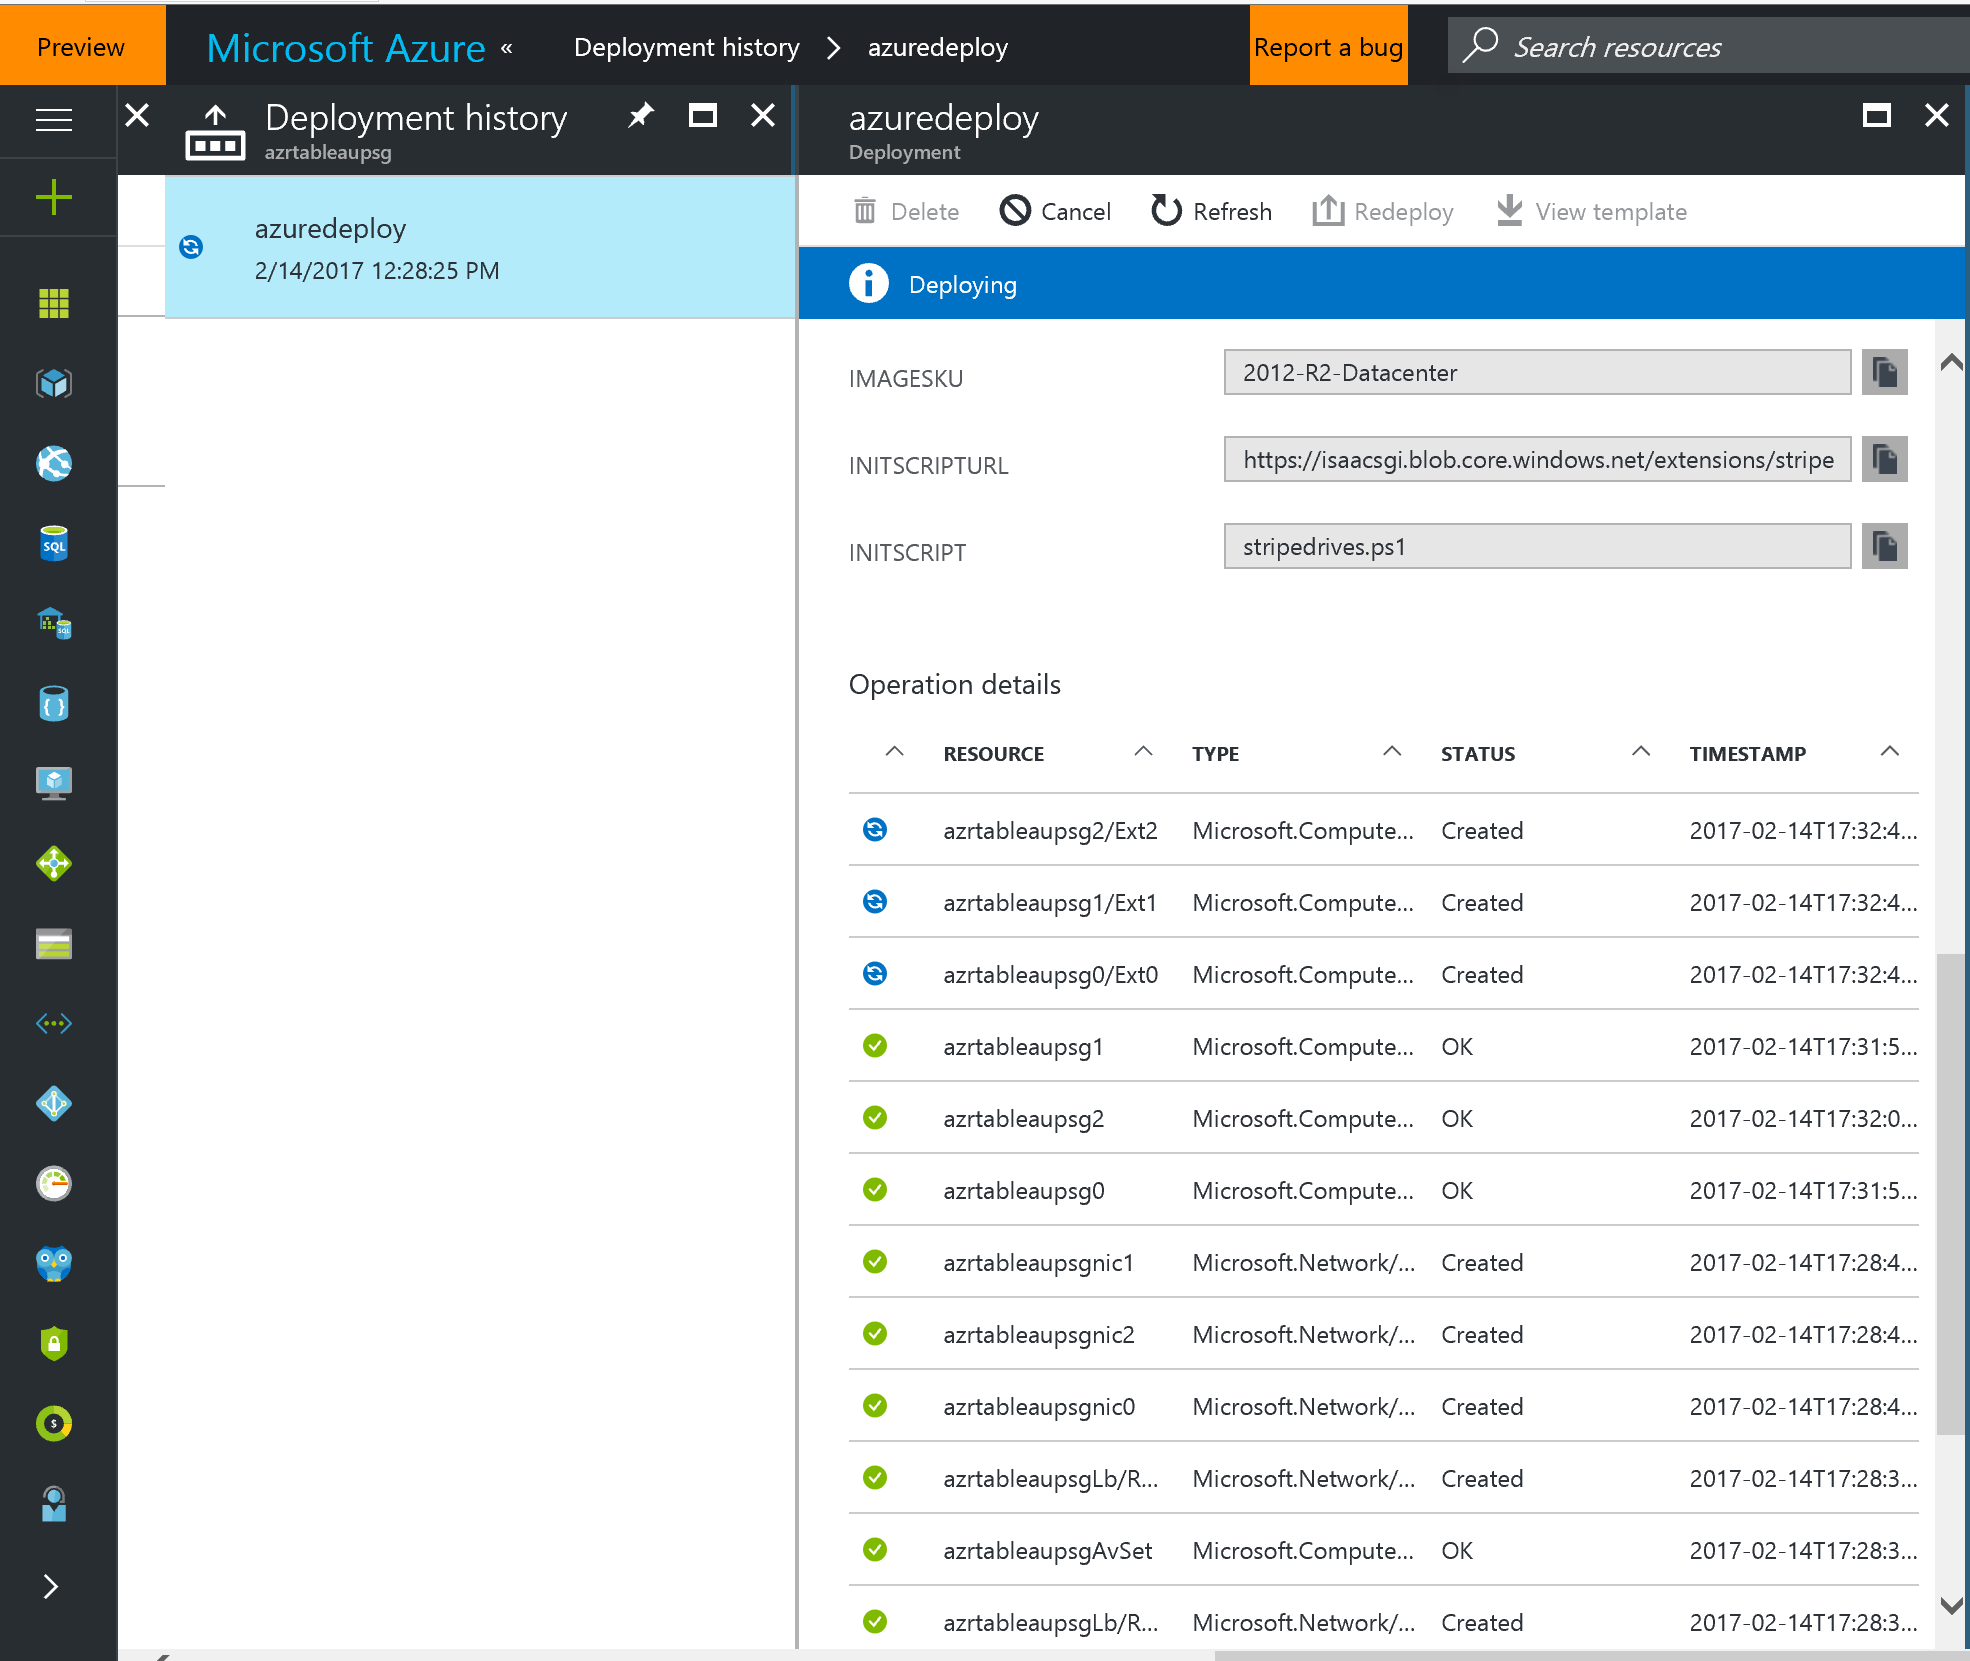 Preview
Microsoft Azure «
Deployment history > azuredeploy
Report a bug
Search resources
Deployment history
azrtableaupsg
azuredeploy
2/14/2017 12:28:25 PM
azuredeploy
Deployment
Delete Cancel Refresh Redeploy View template
Deploying
IMAGESKU 2012-R2-Datacenter
INITSCRIPTURL https://isaacsgi.blob.core.windows.net/extensions/stripe
INITSCRIPT stripedrives.ps1
Operation details
RESOURCE TYPE STATUS TIMESTAMP
azrtableaupsg2/Ext2 Microsoft.Compute... Created 2017-02-14T17:32:4...
azrtableaupsg1/Ext1 Microsoft.Compute... Created 2017-02-14T17:32:4...
azrtableaupsg0/Ext0 Microsoft.Compute... Created 2017-02-14T17:32:4...
azrtableaupsg1 Microsoft.Compute... OK 2017-02-14T17:31:5...
azrtableaupsg2 Microsoft.Compute... OK 2017-02-14T17:32:0...
azrtableaupsg0 Microsoft.Compute... OK 2017-02-14T17:31:5...
azrtableaupsgnic1 Microsoft.Network/... Created 2017-02-14T17:28:4...
azrtableaupsgnic2 Microsoft.Network/... Created 2017-02-14T17:28:4...
azrtableaupsgnic0 Microsoft.Network/... Created 2017-02-14T17:28:4...
azrtableaupsgLb/R... Microsoft.Network/... Created 2017-02-14T17:28:3...
azrtableaupsgAvSet Microsoft.Compute... OK 2017-02-14T17:28:3...
azrtableaupsgLb/R... Microsoft.Network/... Created 2017-02-14T17:28:3...
SQL
SQL
{ }
$